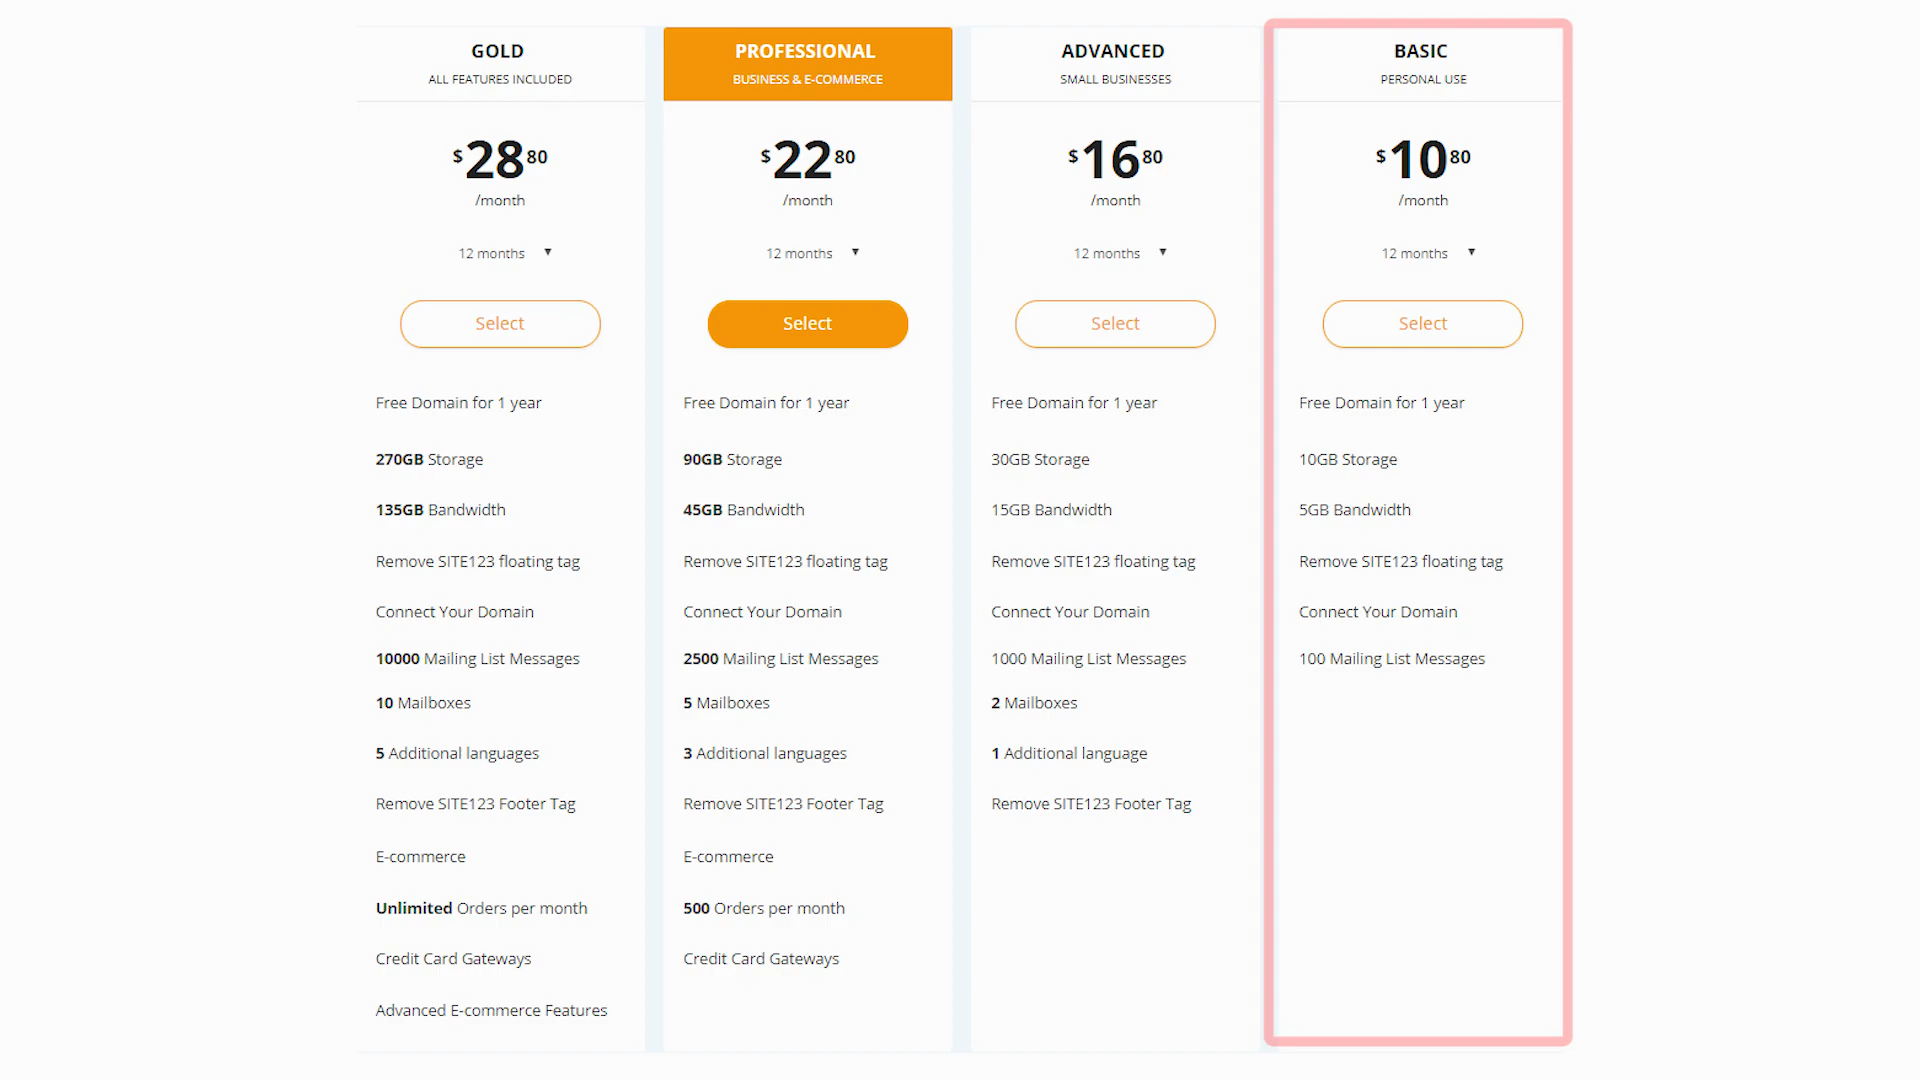 GOLD
ALL FEATURES INCLUDED
$28 80
/month
12 months ▼
Select
Free Domain for 1 year
270GB Storage
135GB Bandwidth
Remove SITE123 floating tag
Connect Your Domain
10000 Mailing List Messages
10 Mailboxes
5 Additional languages
Remove SITE123 Footer Tag
E-commerce
Unlimited Orders per month
Credit Card Gateways
Advanced E-commerce Features
PROFESSIONAL
BUSINESS & E-COMMERCE
$22 80
/month
12 months ▼
Select
Free Domain for 1 year
90GB Storage
45GB Bandwidth
Remove SITE123 floating tag
Connect Your Domain
2500 Mailing List Messages
5 Mailboxes
3 Additional languages
Remove SITE123 Footer Tag
E-commerce
500 Orders per month
Credit Card Gateways
ADVANCED
SMALL BUSINESSES
$16 80
/month
12 months ▼
Select
Free Domain for 1 year
30GB Storage
15GB Bandwidth
Remove SITE123 floating tag
Connect Your Domain
1000 Mailing List Messages
2 Mailboxes
1 Additional language
Remove SITE123 Footer Tag
BASIC
PERSONAL USE
$10 80
/month
12 months ▼
Select
Free Domain for 1 year
10GB Storage
5GB Bandwidth
Remove SITE123 floating tag
Connect Your Domain
100 Mailing List Messages